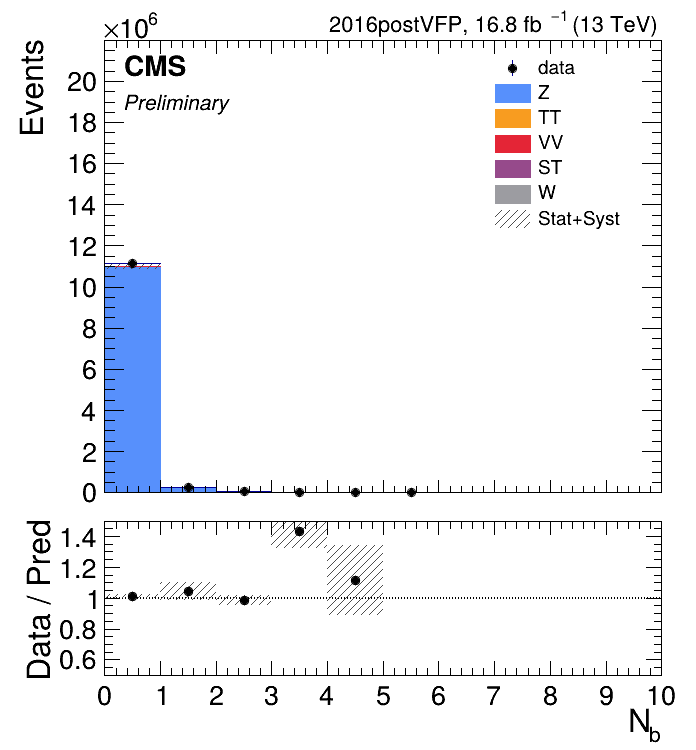 ×10⁶
2016postVFP, 16.8 fb ⁻¹ (13 TeV)
CMS
Preliminary
Events
data
Z
TT
VV
ST
W
Stat+Syst
20
18
16
14
12
10
8
6
4
2
0
Data / Pred
1.4
1.2
1
0.8
0.6
0 1 2 3 4 5 6 7 8 9 10
N_b